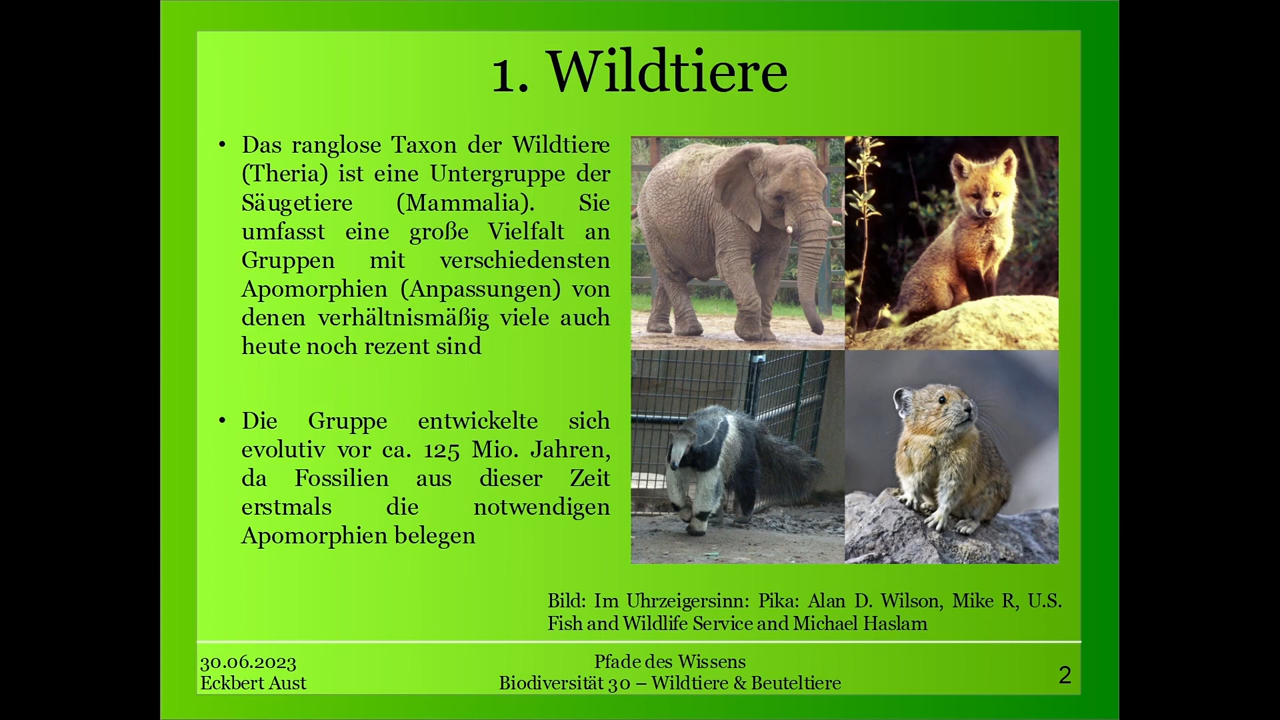 1. Wildtiere
• Das ranglose Taxon der Wildtiere
(Theria) ist eine Untergruppe der
Säugetiere (Mammalia). Sie
umfasst eine große Vielfalt an
Gruppen mit verschiedensten
Apomorphien (Anpassungen) von
denen verhältnismäßig viele auch
heute noch rezent sind
• Die Gruppe entwickelte sich
evolutiv vor ca. 125 Mio. Jahren,
da Fossilien aus dieser Zeit
erstmals die notwendigen
Apomorphien belegen
Bild: Im Uhrzeigersinn: Pika: Alan D. Wilson, Mike R, U.S.
Fish and Wildlife Service and Michael Haslam
30.06.2023
Eckbert Aust
Pfade des Wissens
Biodiversität 30 – Wildtiere & Beuteltiere
2